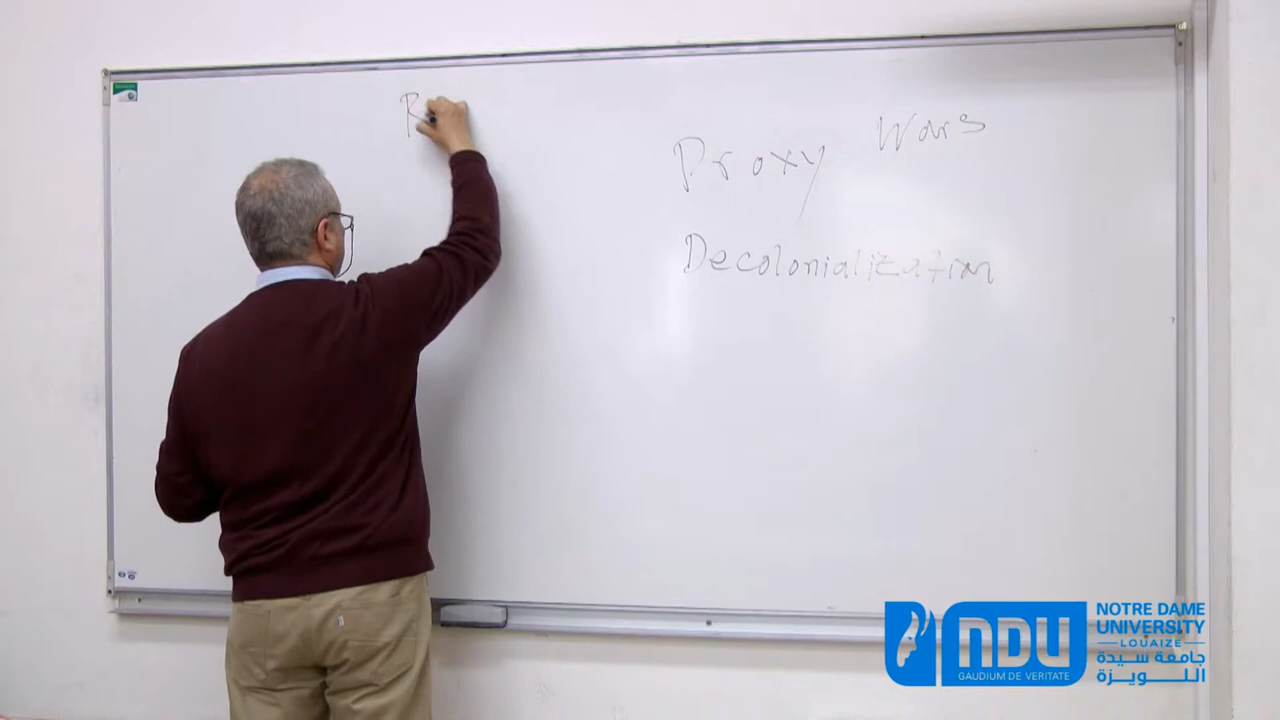 R
Proxy Wars
Decolonialization
NDU
GAUDIUM DE VERITATE
NOTRE DAME
UNIVERSITY
LOUAIZE
جامعة سيدة
اللويزة